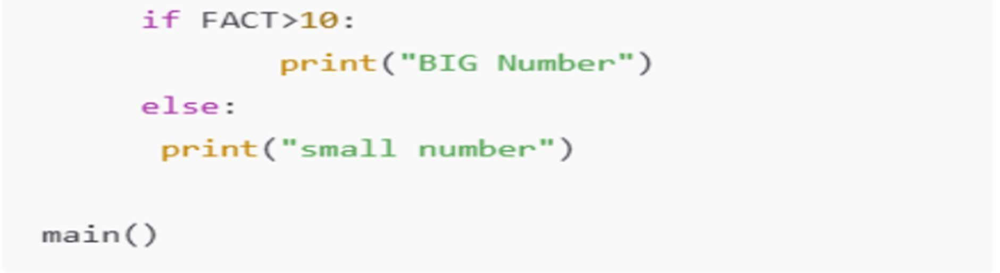 if FACT>10:
print("BIG Number")
else:
print("small number")
main()